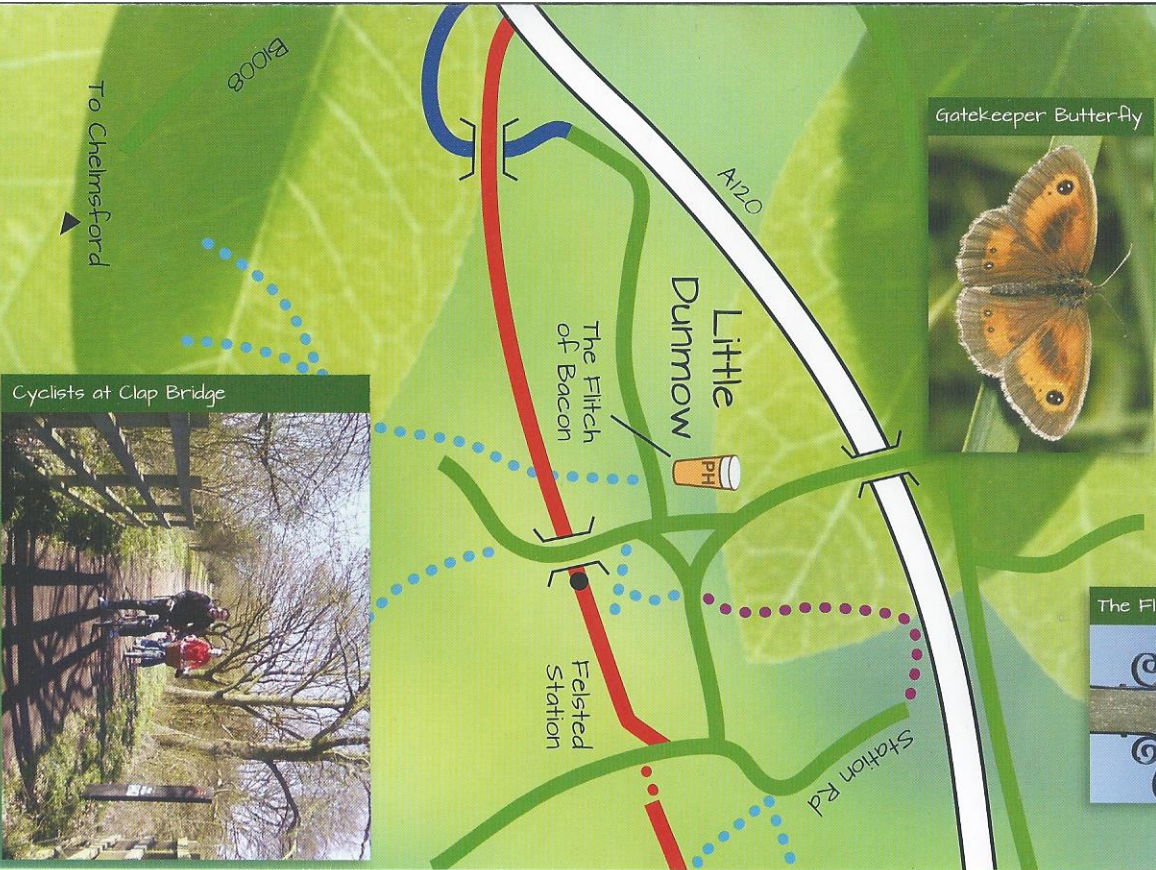 B1008
To Chelmsford
A120
Gatekeeper Butterfly
Little
Dunmow
The Flitch
of Bacon
PH
Cyclists at Clap Bridge
Felsted
Station
Station Rd
The Fl